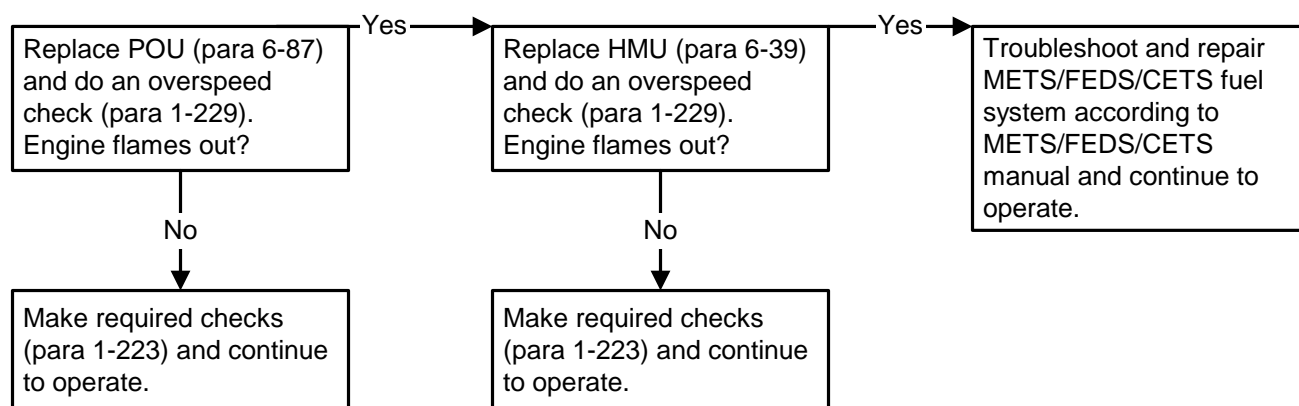 Replace POU (para 6-87)
and do an overspeed
check (para 1-229).
Engine flames out?
Yes
Replace HMU (para 6-39)
and do an overspeed
check (para 1-229).
Engine flames out?
Yes
Troubleshoot and repair
METS/FEDS/CETS fuel
system according to
METS/FEDS/CETS
manual and continue to
operate.
No
No
Make required checks
(para 1-223) and continue
to operate.
Make required checks
(para 1-223) and continue
to operate.